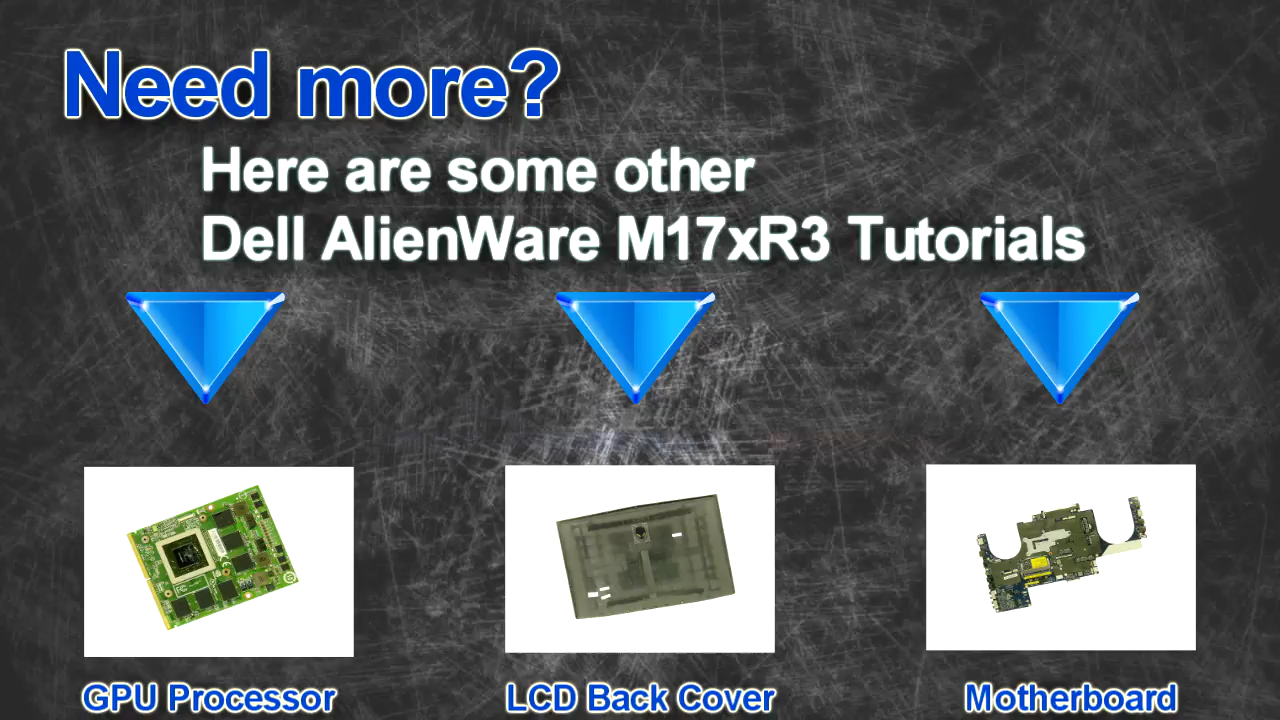 Need more?
Here are some other
Dell AlienWare M17xR3 Tutorials
GPU Processor
LCD Back Cover
Motherboard